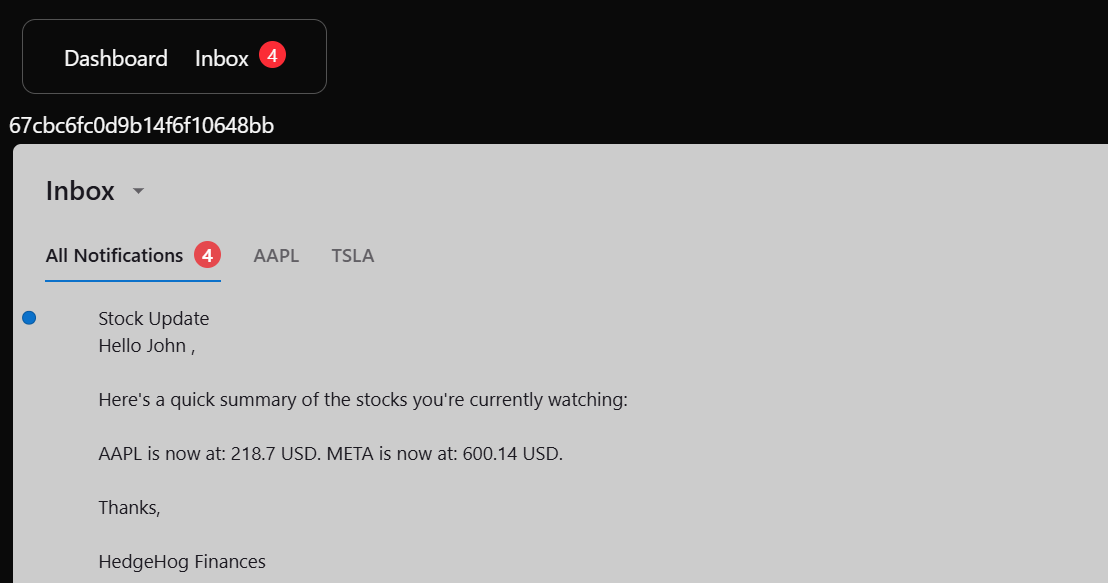 Dashboard Inbox 4
67cbc6fc0d9b14f6f10648bb
Inbox
All Notifications 4 AAPL TSLA
Stock Update
Hello John ,
Here's a quick summary of the stocks you're currently watching:
AAPL is now at: 218.7 USD. META is now at: 600.14 USD.
Thanks,
HedgeHog Finances